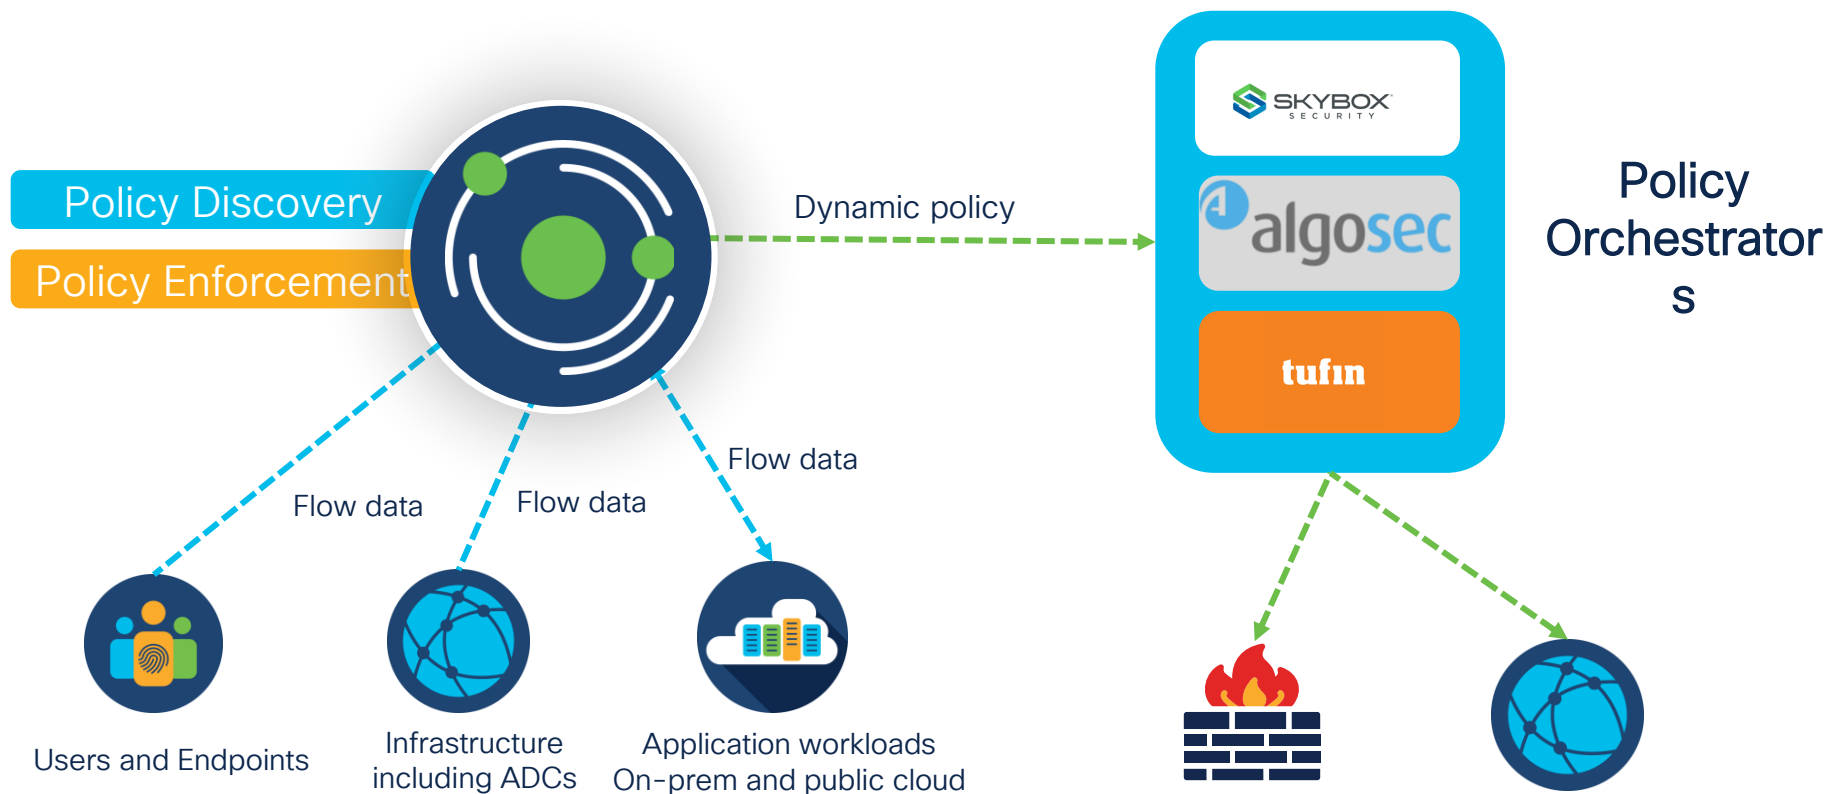 Policy Discovery
Policy Enforcement
Dynamic policy
SKYBOX
SECURITY
algosec
tufin
Policy
Orchestrator
s
Flow data
Flow data
Flow data
Users and Endpoints
Infrastructure
including ADCs
Application workloads
On-prem and public cloud